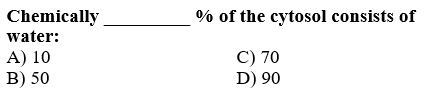 Chemically _________ % of the cytosol consists of
water:
A) 10 C) 70
B) 50 D) 90